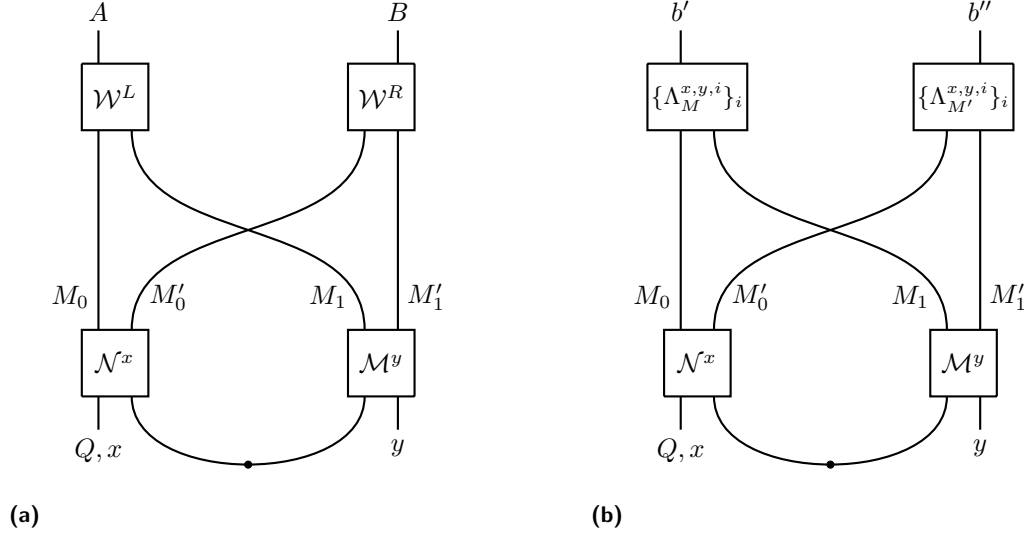 A B b′ b″
𝒲^L 𝒲^R {Λ_M^{x,y,i}}_i {Λ_{M′}^{x,y,i}}_i
M_0 M′_0 M_1 M′_1 M_0 M′_0 M_1 M′_1
𝒩^x ℳ^y 𝒩^x ℳ^y
Q, x y Q, x y
(a) (b)